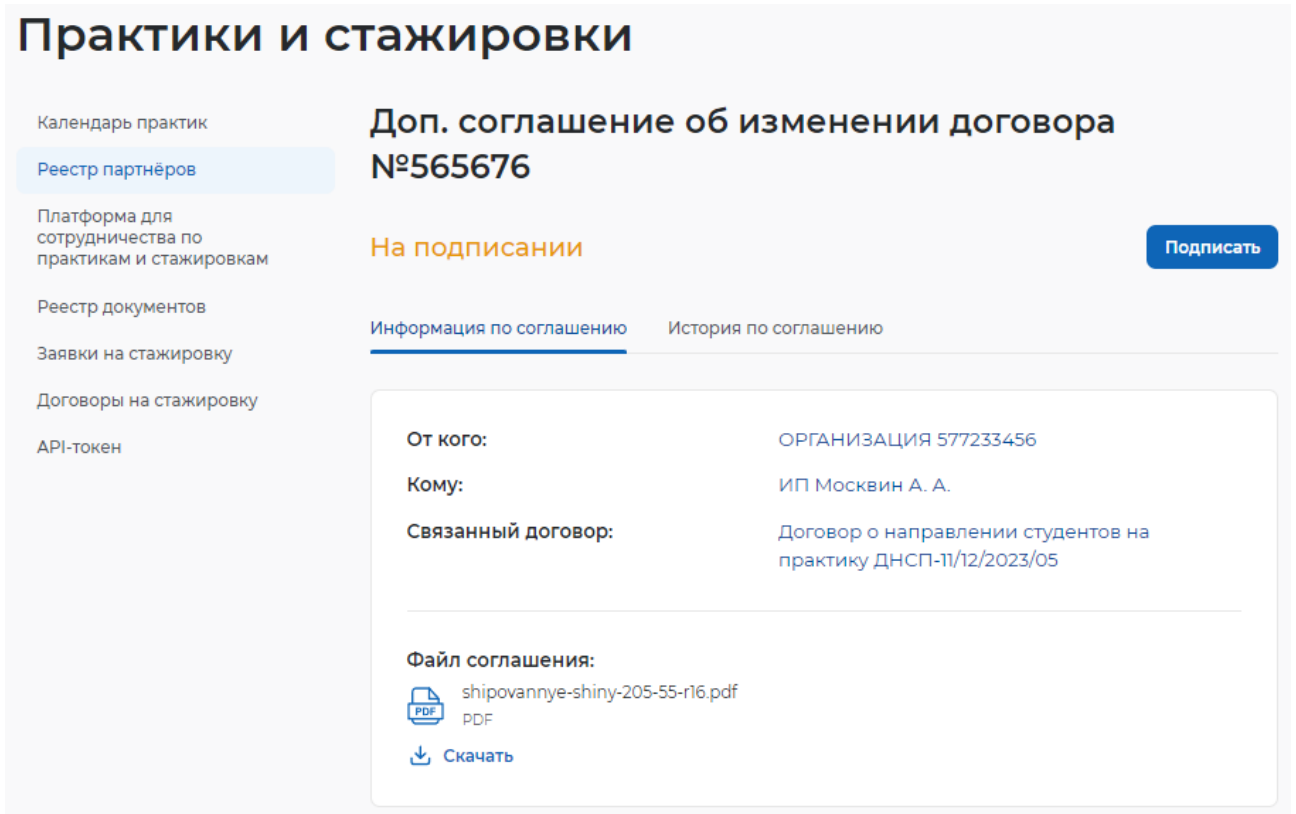 Практики и стажировки
Календарь практик
Реестр партнёров
Платформа для
сотрудничества по
практикам и стажировкам
Реестр документов
Заявки на стажировку
Договоры на стажировку
API-токен
Доп. соглашение об изменении договора
№565676
На подписании
Подписать
Информация по соглашению
История по соглашению
От кого:
ОРГАНИЗАЦИЯ 577233456
Кому:
ИП Москвин А. А.
Связанный договор:
Договор о направлении студентов на
практику ДНСП-11/12/2023/05
Файл соглашения:
shipovannye-shiny-205-55-r16.pdf
PDF
PDF
Скачать